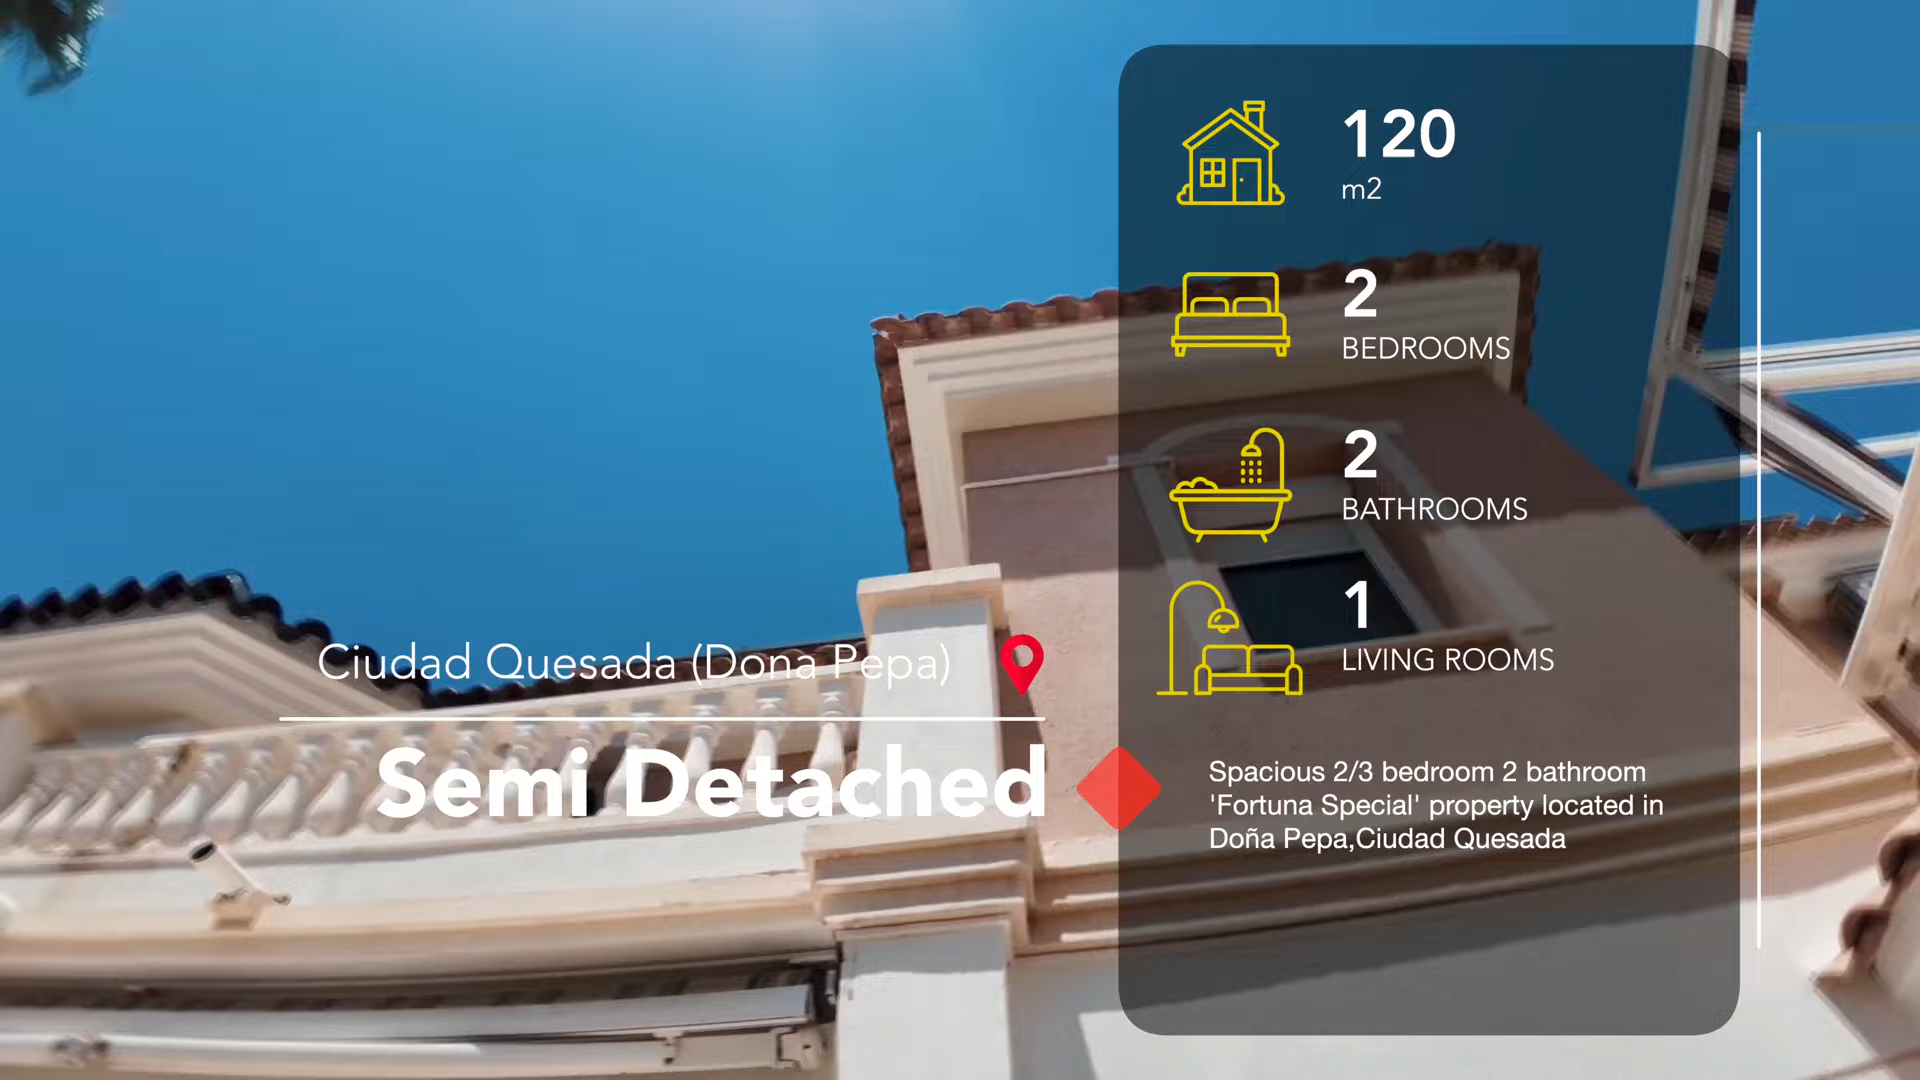 120
m2
2
BEDROOMS
2
BATHROOMS
1
LIVING ROOMS
Ciudad Quesada (Dona Pepa)
Semi Detached
Spacious 2/3 bedroom 2 bathroom
'Fortuna Special' property located in
Doña Pepa,Ciudad Quesada